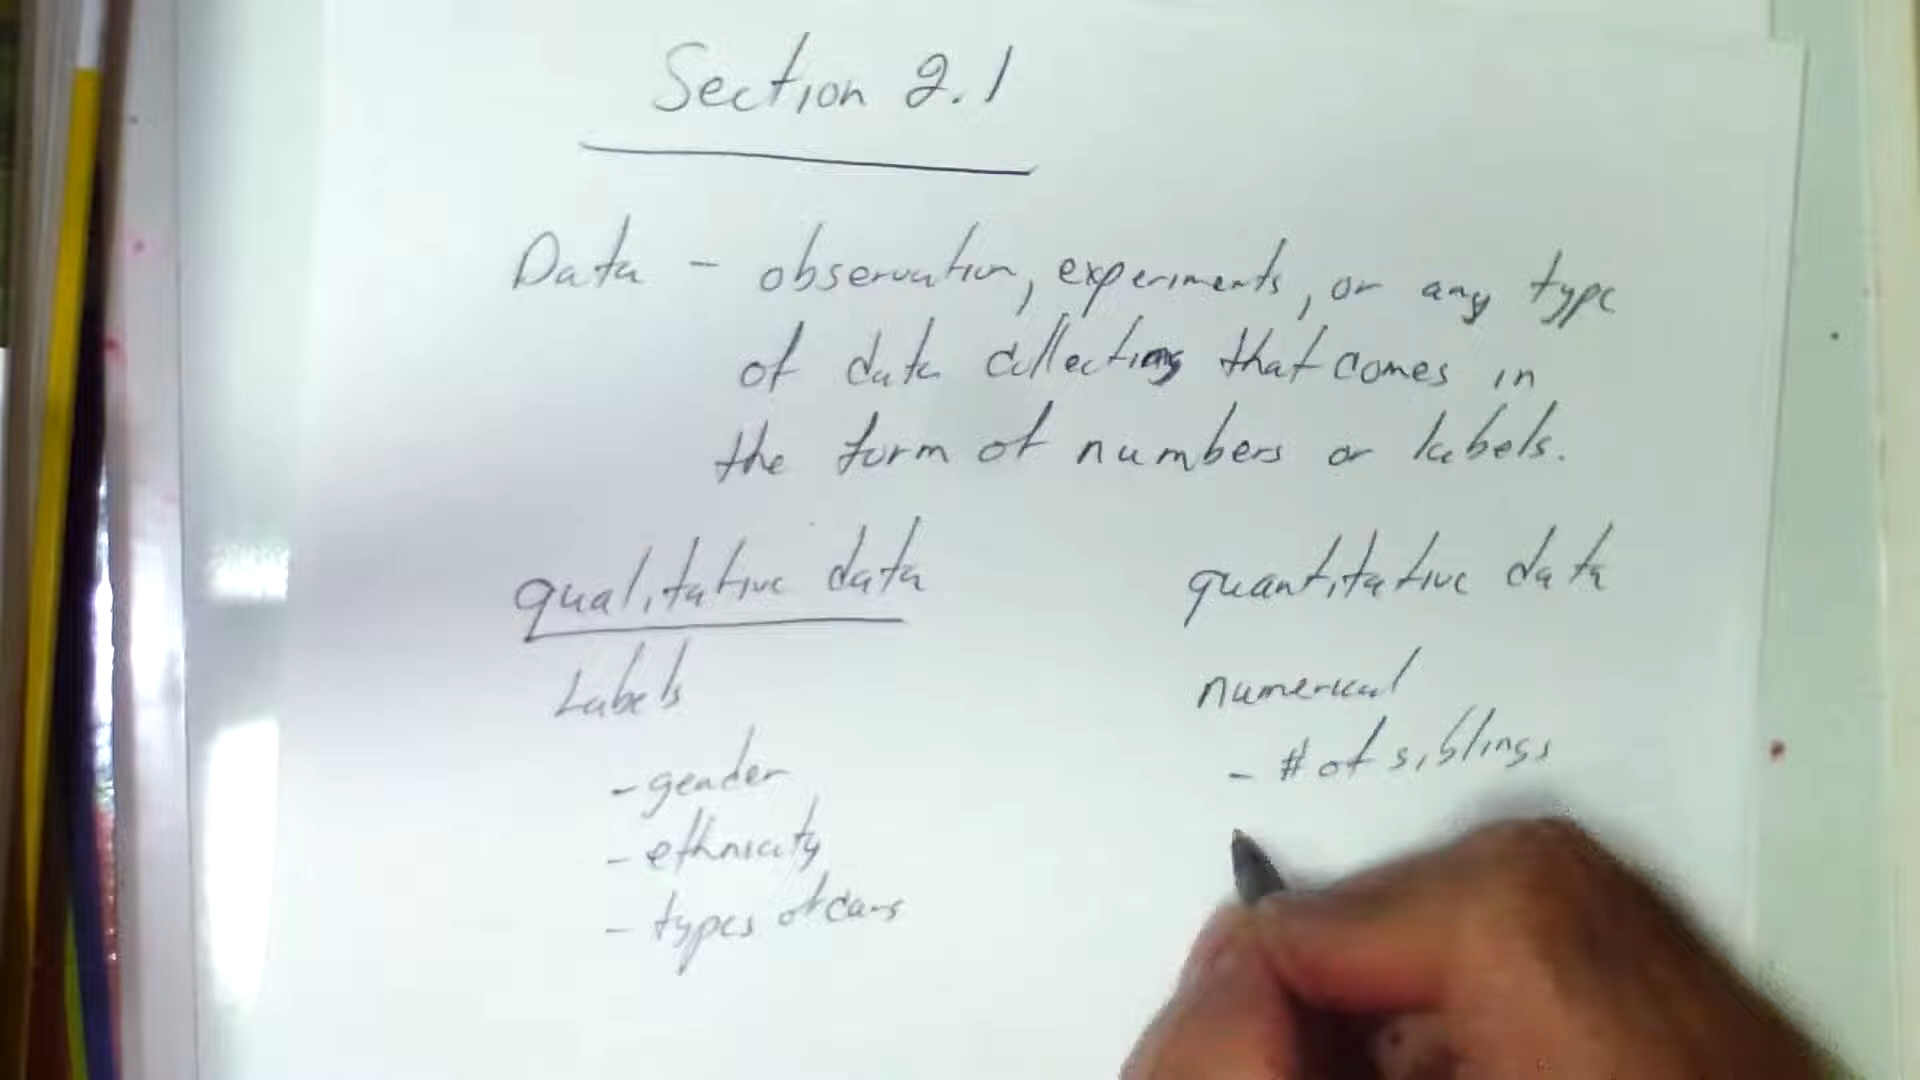 Section 2.1
Data - observation, experiments, or any type
of data collecting that comes in
the form of numbers or labels.
qualitative data
Labels
- gender
- ethnicity
- types of cars
quantitative data
numerical
- # of siblings